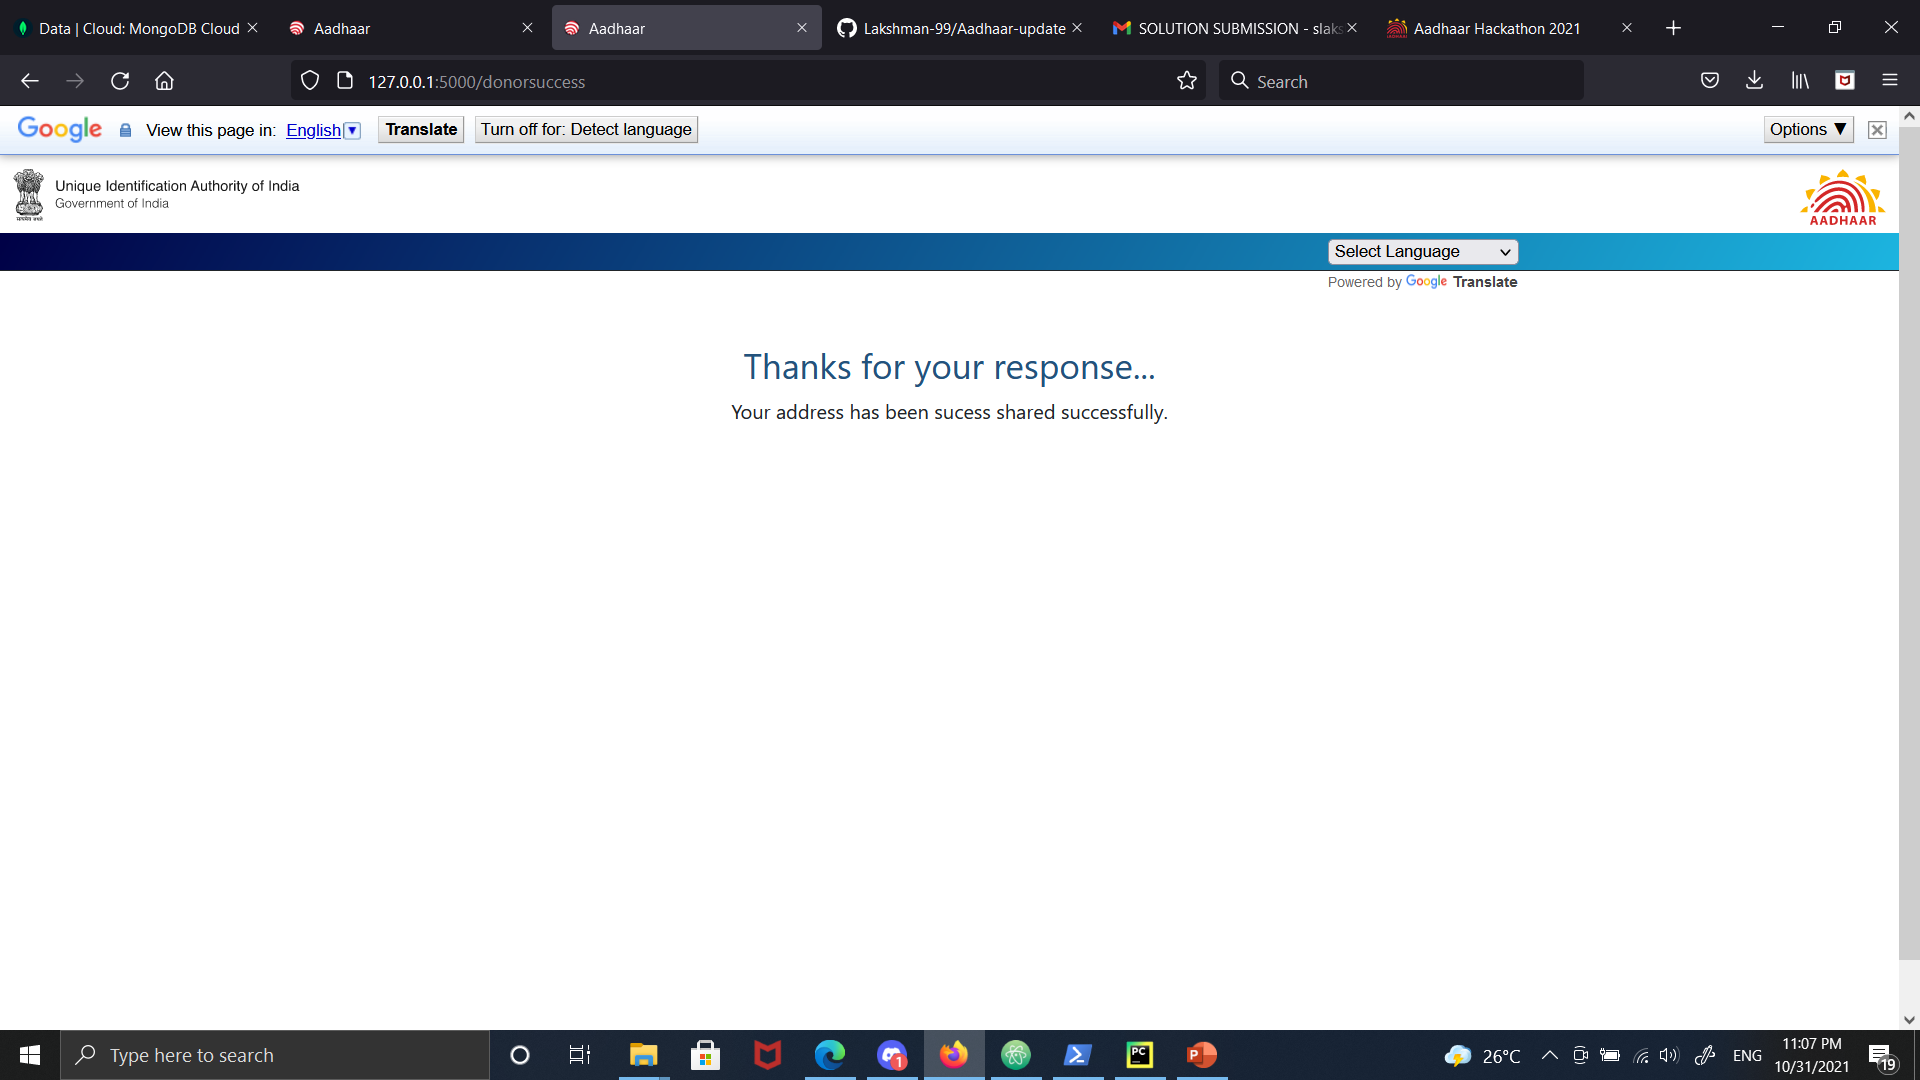 Data | Cloud: MongoDB Cloud
Aadhaar
Aadhaar
Lakshman-99/Aadhaar-update
SOLUTION SUBMISSION - slaks
Aadhaar Hackathon 2021
127.0.0.1:5000/donorsuccess
Search
Google View this page in: English Translate Turn off for: Detect language Options ▼
Unique Identification Authority of India
Government of India
AADHAAR
Select Language
Powered by Google Translate
Thanks for your response...
Your address has been sucess shared successfully.
Type here to search
1
PC
P
26°C
ENG
11:07 PM
10/31/2021
19